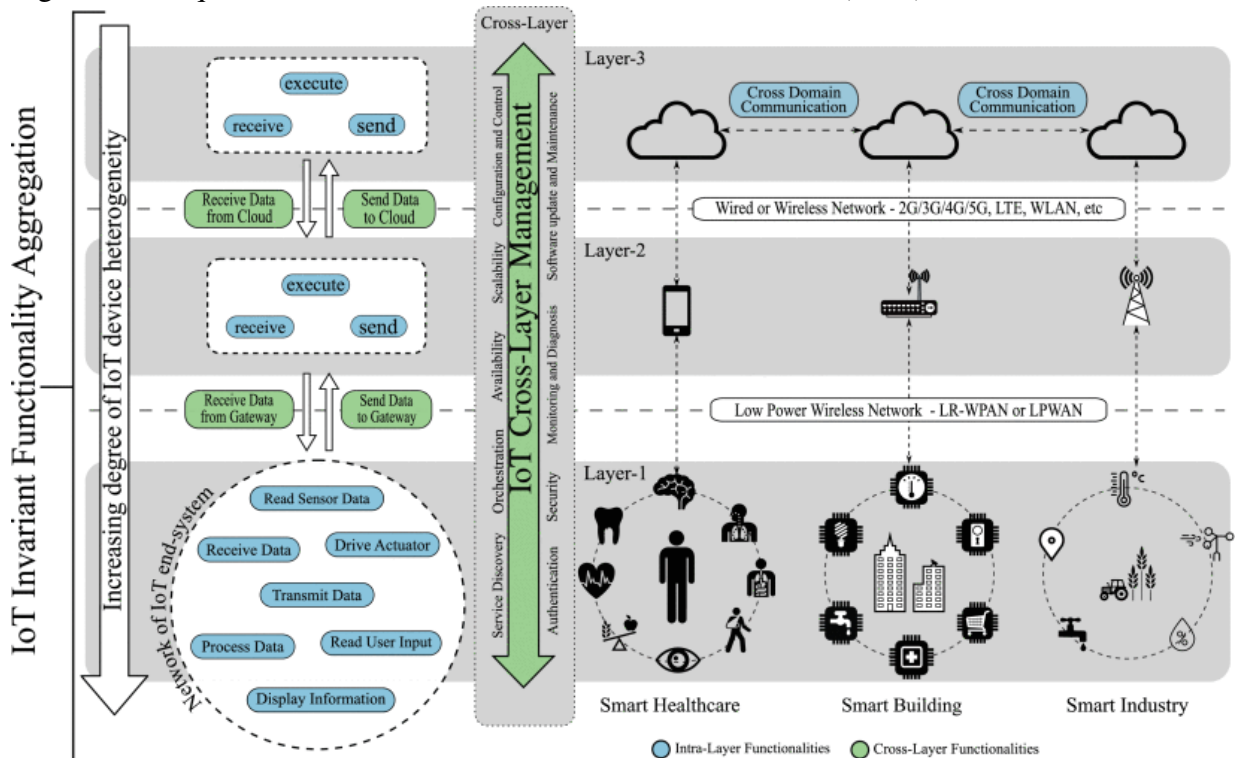 IoT Invariant Functionality Aggregation
Increasing degree of IoT device heterogeneity
execute
receive
send
Receive Data
from Cloud
Send Data
to Cloud
execute
receive
send
Receive Data
from Gateway
Send Data
to Gateway
Network of IoT end-system
Read Sensor Data
Receive Data
Drive Actuator
Transmit Data
Process Data
Read User Input
Display Information
Cross-Layer
IoT Cross-Layer Management
Configuration and Control
Scalability
Availability
Orchestration
Service Discovery
Software update and Maintenance
Monitoring and Diagnosis
Security
Authentication
Layer-3
Cross Domain
Communication
Cross Domain
Communication
Wired or Wireless Network - 2G/3G/4G/5G, LTE, WLAN, etc
Layer-2
Low Power Wireless Network - LR-WPAN or LPWAN
Layer-1
°C
%
Smart Healthcare
Smart Building
Smart Industry
Intra-Layer Functionalities
Cross-Layer Functionalities